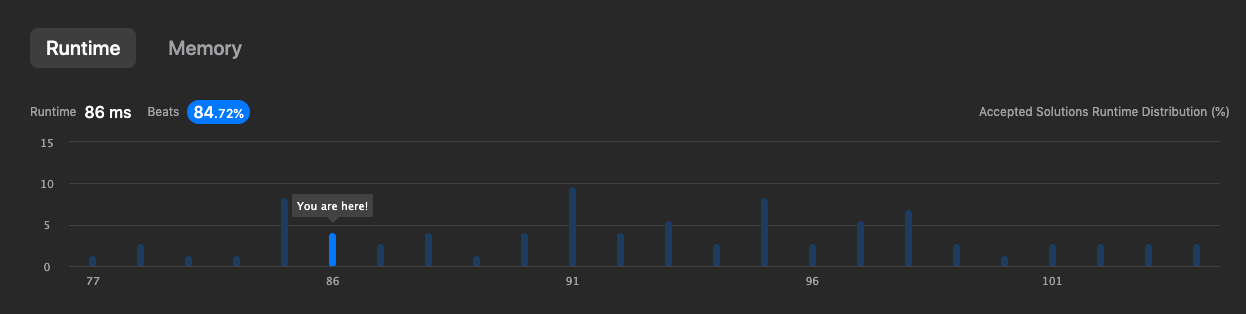 Runtime Memory
Runtime 86 ms Beats 84.72% Accepted Solutions Runtime Distribution (%)
15
10
You are here!
5
0
77 86 91 96 101